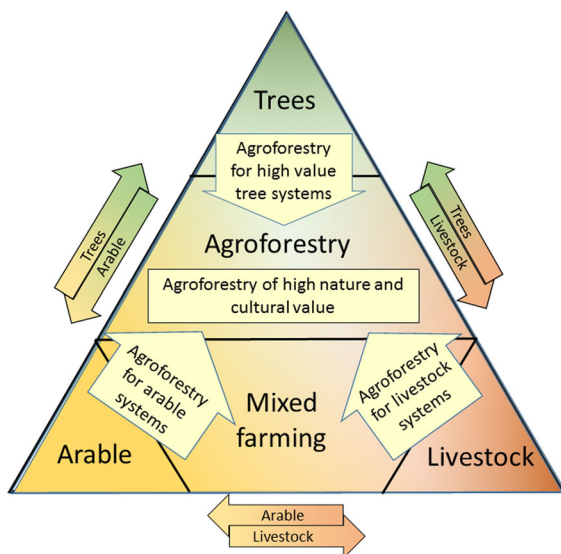 Trees
Agroforestry
for high value
tree systems
Trees
Arable
Trees
Livestock
Agroforestry
Agroforestry of high nature and
cultural value
Agroforestry
for arable
systems
Agroforestry
for livestock
systems
Mixed
farming
Arable
Livestock
Arable
Livestock